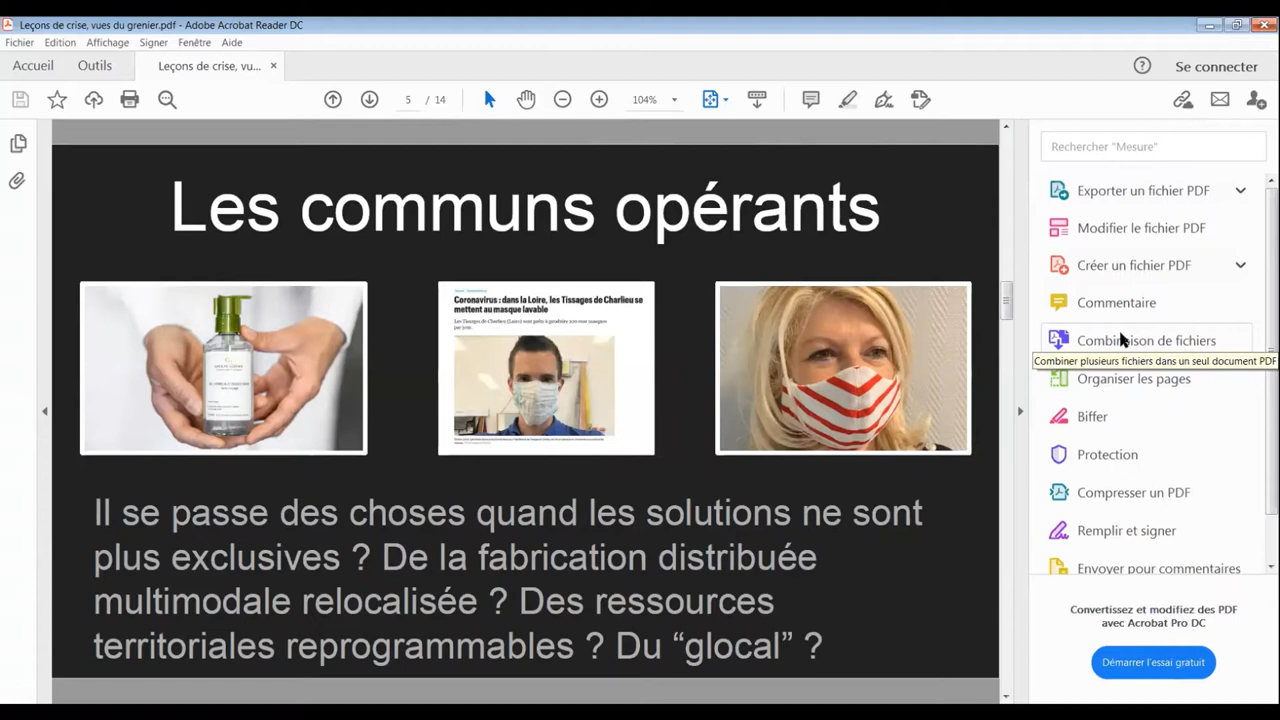 Leçons de crise, vues du grenier.pdf - Adobe Acrobat Reader DC
Fichier Edition Affichage Signer Fenêtre Aide
Accueil Outils Leçons de crise, vu... × Se connecter
5 / 14 104%
Rechercher "Mesure"
Exporter un fichier PDF
Modifier le fichier PDF
Créer un fichier PDF
Commentaire
Combinaison de fichiers
Combiner plusieurs fichiers dans un seul document PDF
Organiser les pages
Biffer
Protection
Compresser un PDF
Remplir et signer
Envoyer pour commentaires
Convertissez et modifiez des PDF
avec Acrobat Pro DC
Démarrer l'essai gratuit
Les communs opérants
Coronavirus : dans la Loire, les Tissages de Charlieu se
mettent au masque lavable
Il se passe des choses quand les solutions ne sont
plus exclusives ? De la fabrication distribuée
multimodale relocalisée ? Des ressources
territoriales reprogrammables ? Du “glocal” ?